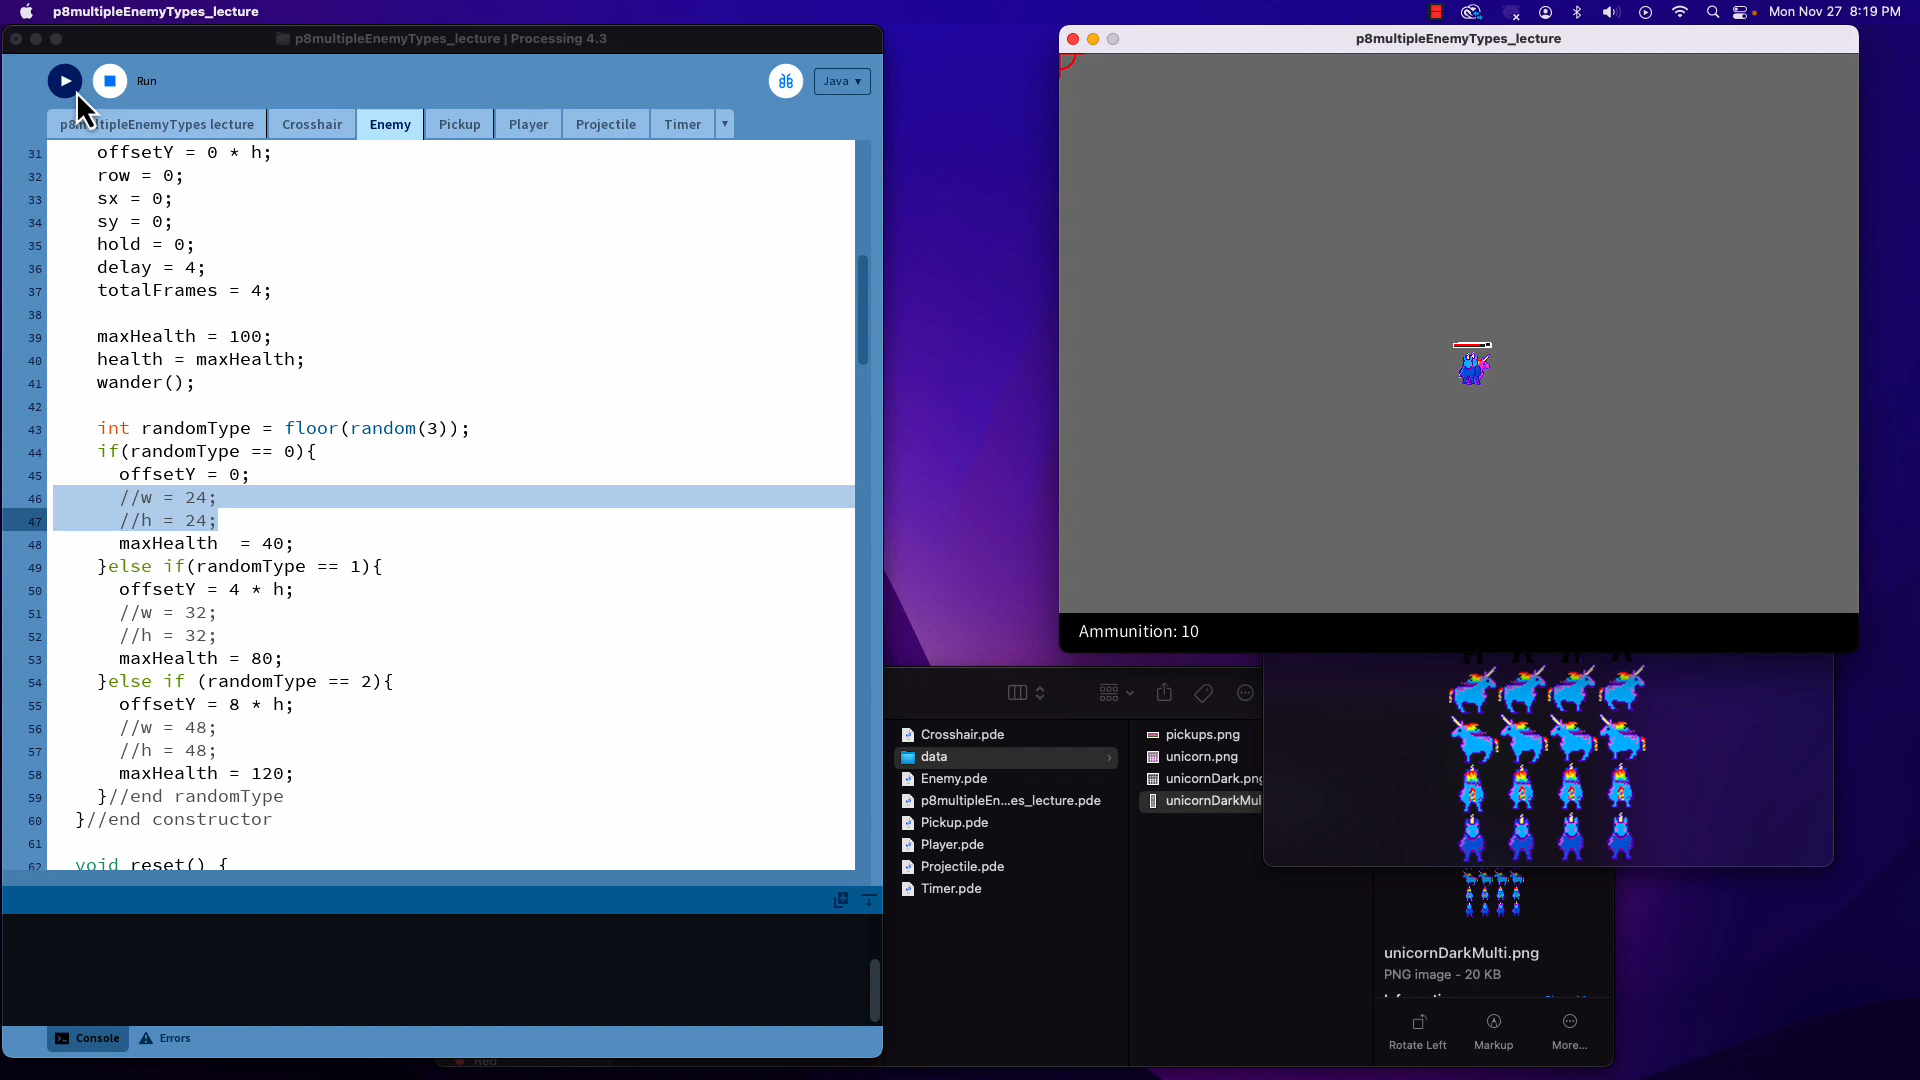 p8multipleEnemyTypes_lecture
Mon Nov 27 8:19 PM
p8multipleEnemyTypes_lecture | Processing 4.3
Run
Java ▾
Crosshair
Enemy
Pickup
Player
Projectile
Timer
31 offsetY = 0 * h;
32 row = 0;
33 sx = 0;
34 sy = 0;
35 hold = 0;
36 delay = 4;
37 totalFrames = 4;
38
39 maxHealth = 100;
40 health = maxHealth;
41 wander();
42
43 int randomType = floor(random(3));
44 if(randomType == 0){
45 offsetY = 0;
46 //w = 24;
47 //h = 24;
48 maxHealth  = 40;
49 }else if(randomType == 1){
50 offsetY = 4 * h;
51 //w = 32;
52 //h = 32;
53 maxHealth = 80;
54 }else if (randomType == 2){
55 offsetY = 8 * h;
56 //w = 48;
57 //h = 48;
58 maxHealth = 120;
59 }//end randomType
60 }//end constructor
61
62 void reset() {
Console
Errors
p8multipleEnemyTypes_lecture
Ammunition: 10
Crosshair.pde
data
Enemy.pde
p8multipleEn...es_lecture.pde
Pickup.pde
Player.pde
Projectile.pde
Timer.pde
pickups.png
unicorn.png
unicornDark.png
unicornDarkMul
unicornDarkMulti.png
PNG image - 20 KB
Rotate Left
Markup
More...
Red